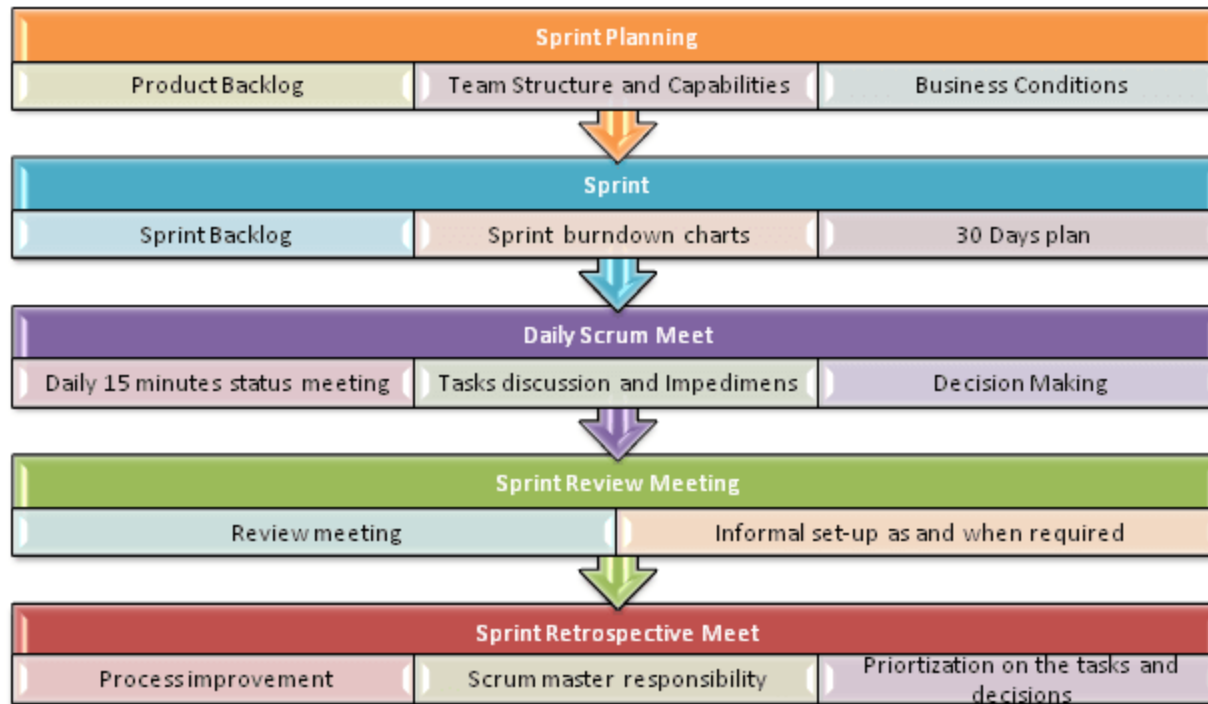 Sprint Planning
Product Backlog
Team Structure and Capabilities
Business Conditions
Sprint
Sprint Backlog
Sprint burndown charts
30 Days plan
Daily Scrum Meet
Daily 15 minutes status meeting
Tasks discussion and Impedimens
Decision Making
Sprint Review Meeting
Review meeting
Informal set-up as and when required
Sprint Retrospective Meet
Process improvement
Scrum master responsibility
Priortization on the tasks and
decisions